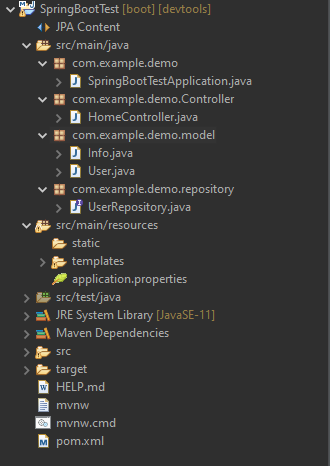 SpringBootTest [boot] [devtools]
JPA Content
src/main/java
com.example.demo
SpringBootTestApplication.java
com.example.demo.Controller
HomeController.java
com.example.demo.model
Info.java
User.java
com.example.demo.repository
UserRepository.java
src/main/resources
static
templates
application.properties
src/test/java
JRE System Library [JavaSE-11]
Maven Dependencies
src
target
HELP.md
mvnw
mvnw.cmd
pom.xml